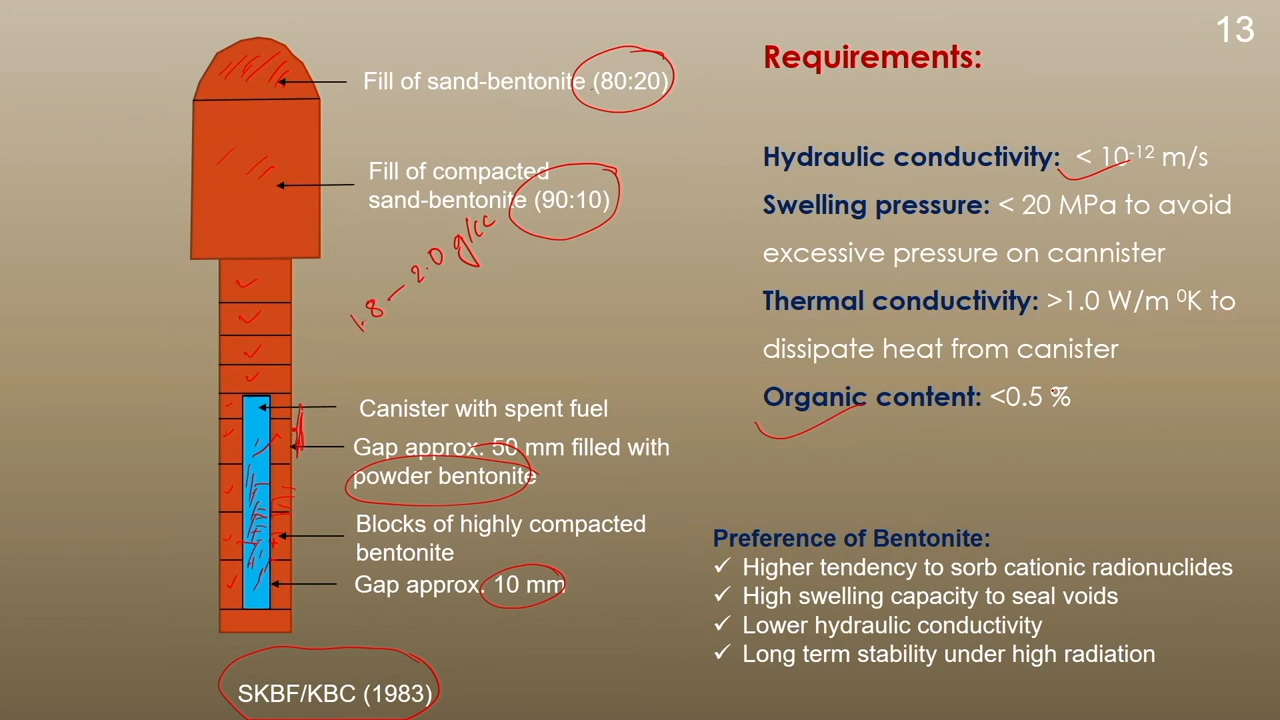 13
Fill of sand-bentonite (80:20)
Fill of compacted
sand-bentonite (90:10)
1.8 – 2.0 g/cc
Canister with spent fuel
Gap approx. 50 mm filled with
powder bentonite
Blocks of highly compacted
bentonite
Gap approx. 10 mm
SKBF/KBC (1983)
Requirements:
Hydraulic conductivity: < 10⁻¹² m/s
Swelling pressure: < 20 MPa to avoid
excessive pressure on cannister
Thermal conductivity: >1.0 W/m ⁰K to
dissipate heat from canister
Organic content: <0.5 %
Preference of Bentonite:
✓ Higher tendency to sorb cationic radionuclides
✓ High swelling capacity to seal voids
✓ Lower hydraulic conductivity
✓ Long term stability under high radiation